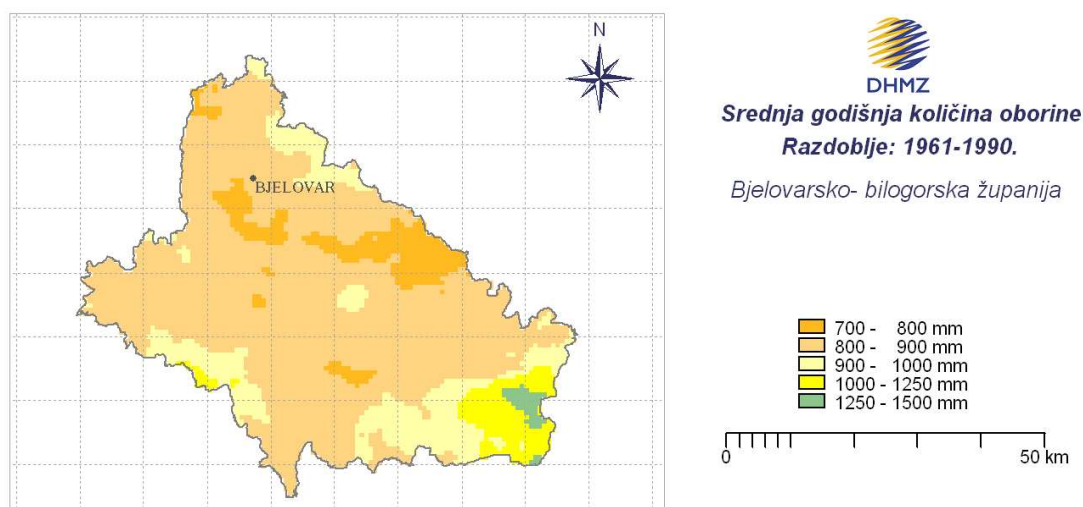 N
BJELOVAR
DHMZ
Srednja godišnja količina oborine
Razdoblje: 1961-1990.
Bjelovarsko- bilogorska županija
700 - 800 mm
800 - 900 mm
900 - 1000 mm
1000 - 1250 mm
1250 - 1500 mm
0 50 km